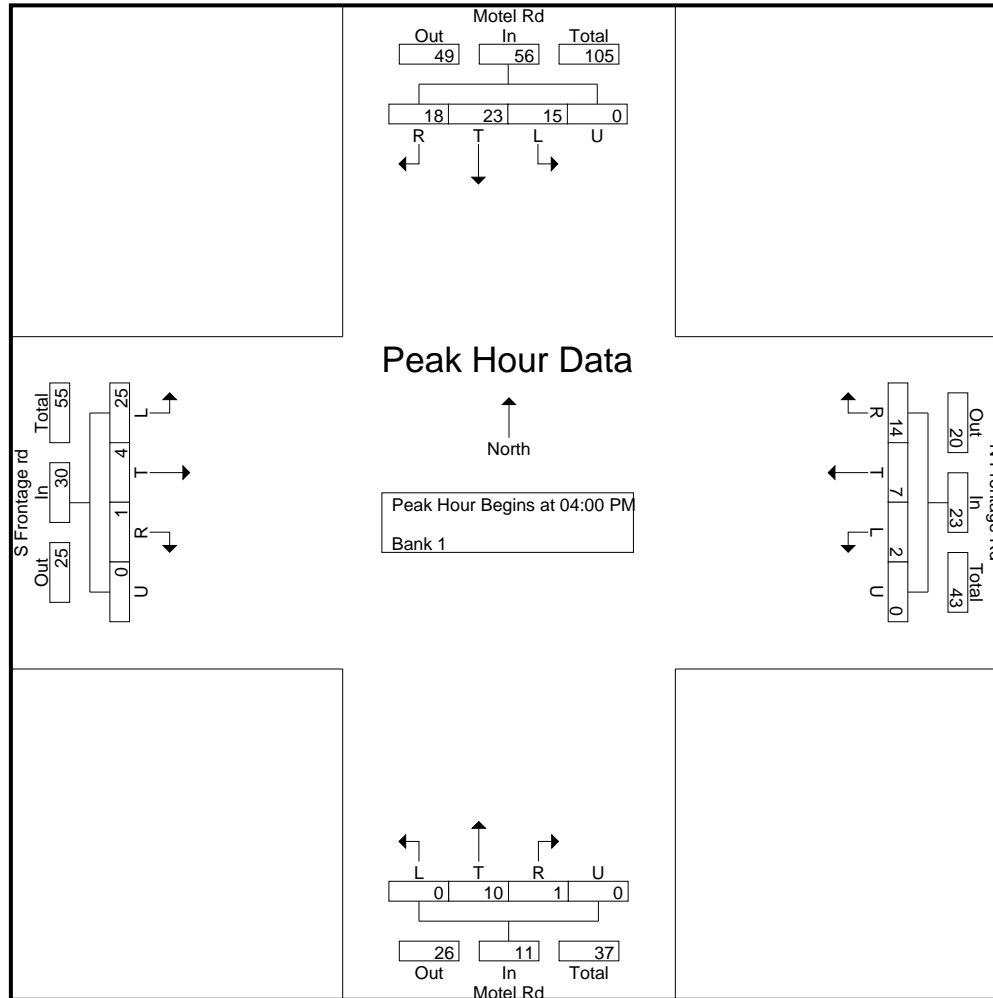 Motel Rd
Out In Total
49 56 105
18 23 15 0
R T L U
Peak Hour Data
North
Peak Hour Begins at 04:00 PM
Bank 1
S Frontage rd
Out In Total
25 30 55
0 1 4 25
U R T L
Out In Total
20 23 43
14 7 2 0
R T L U
L T R U
0 10 1 0
26 11 37
Out In Total
Motel Rd